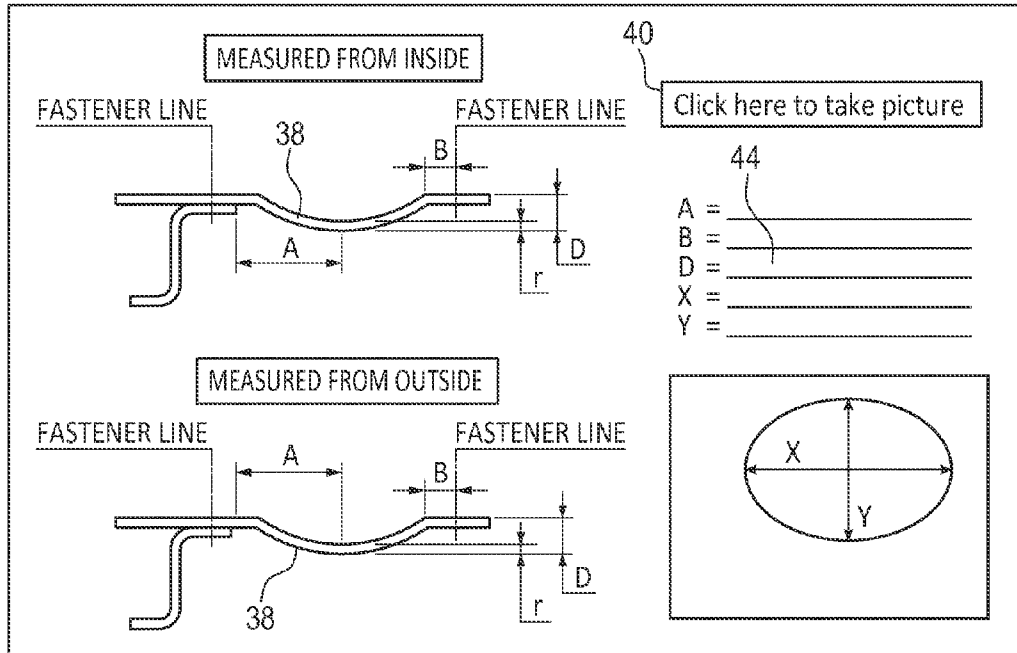 MEASURED FROM INSIDE
FASTENER LINE
FASTENER LINE
38
B
A
D
r
40
Click here to take picture
44
A =
B =
D =
X =
Y =
MEASURED FROM OUTSIDE
FASTENER LINE
FASTENER LINE
A
B
D
r
38
X
Y